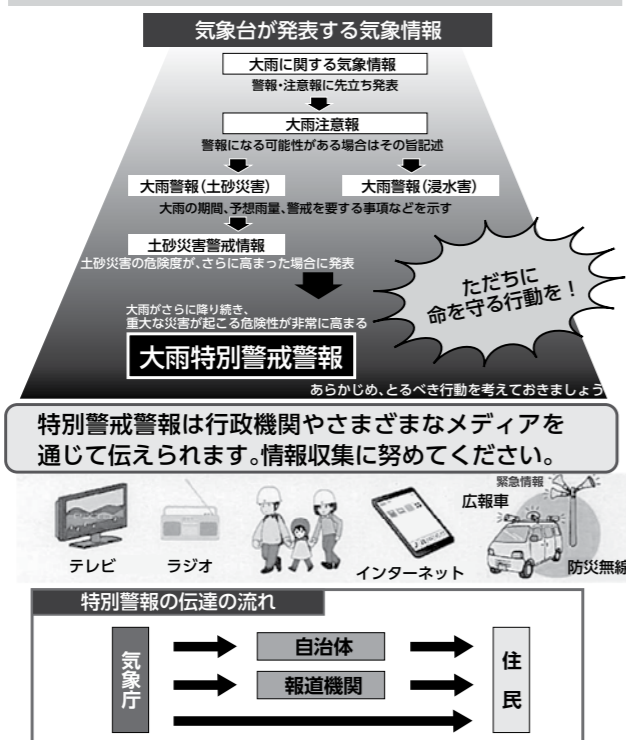 気象台が発表する気象情報
大雨に関する気象情報
警報・注意報に先立ち発表
大雨注意報
警報になる可能性がある場合はその旨記述
大雨警報(土砂災害)
大雨警報(浸水害)
大雨の期間、予想雨量、警戒を要する事項などを示す
土砂災害警戒情報
土砂災害の危険度が、さらに高まった場合に発表
ただちに
命を守る行動を!
大雨がさらに降り続き、
重大な災害が起こる危険性が非常に高まる
大雨特別警戒警報
あらかじめ、とるべき行動を考えておきましょう
特別警戒警報は行政機関やさまざまなメディアを
通じて伝えられます。情報収集に努めてください。
テレビ
ラジオ
インターネット
緊急情報
広報車
防災無線
特別警報の伝達の流れ
気象庁
自治体
報道機関
住民